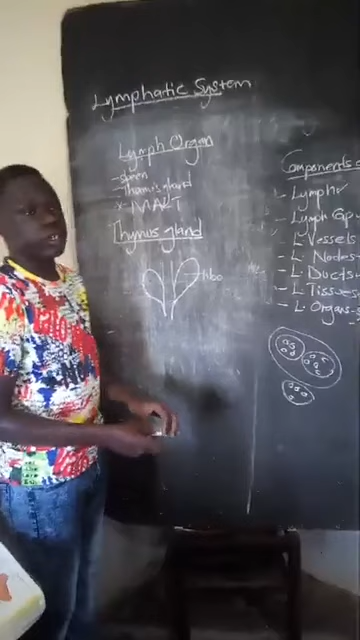 Lymphatic System
Lymph Organ
- Spleen
- Thymus gland
* MALT
Thymus gland
lobe
Components o
- Lymph
- Lymph Cap
- L. Vessels
- L. Nodes
- L. Ducts
- L. Tissues
- L. Organs